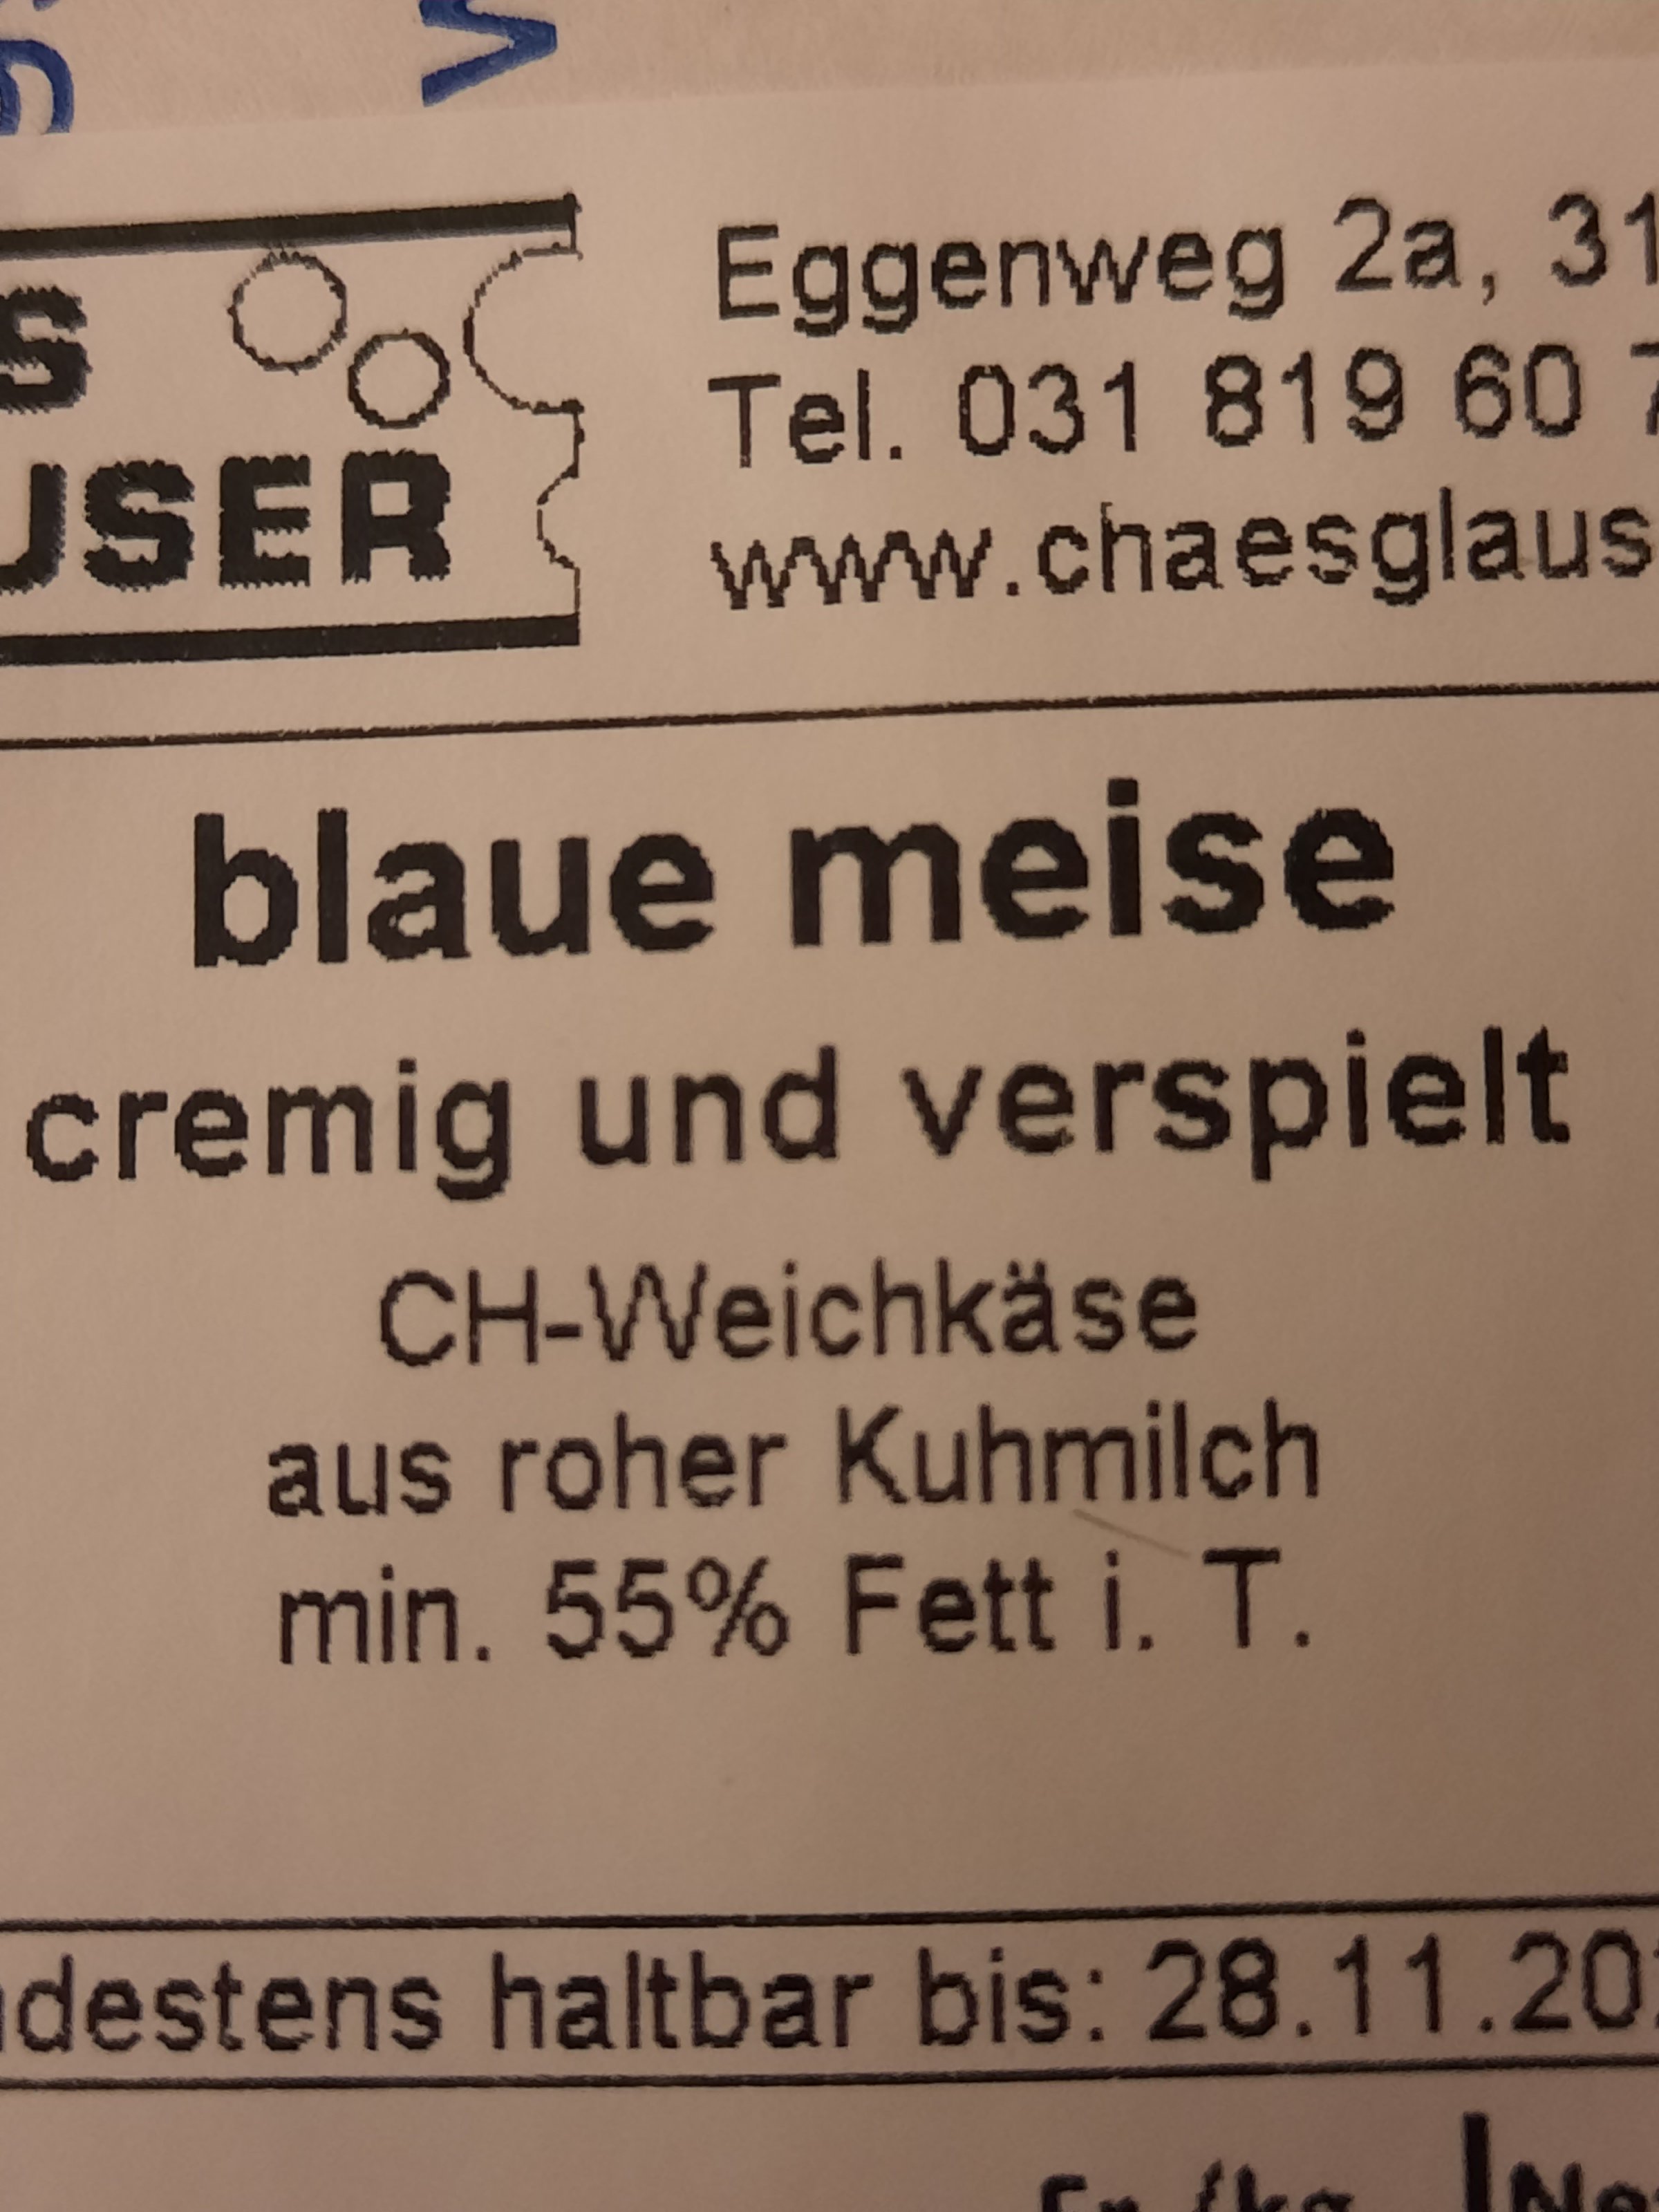 Eggenweg 2a, 31
Tel. 031 819 60 7
S
USER
www.chaesglaus
blaue meise
cremig und verspielt
CH-Weichkäse
aus roher Kuhmilch
min. 55% Fett i. T.
destens haltbar bis: 28.11.20